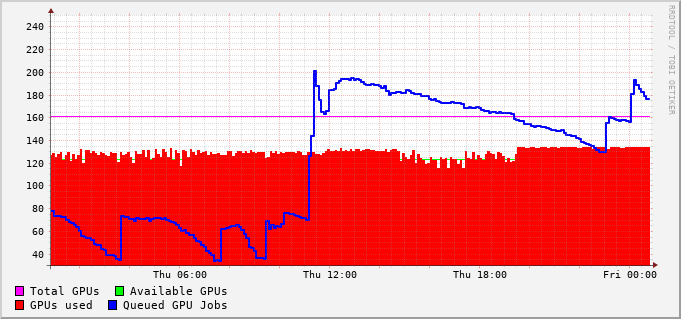 RRDTOOL / TOBI OETIKER
240
220
200
180
160
140
120
100
80
60
40
Thu 06:00 Thu 12:00 Thu 18:00 Fri 00:00
Total GPUs Available GPUs
GPUs used Queued GPU Jobs